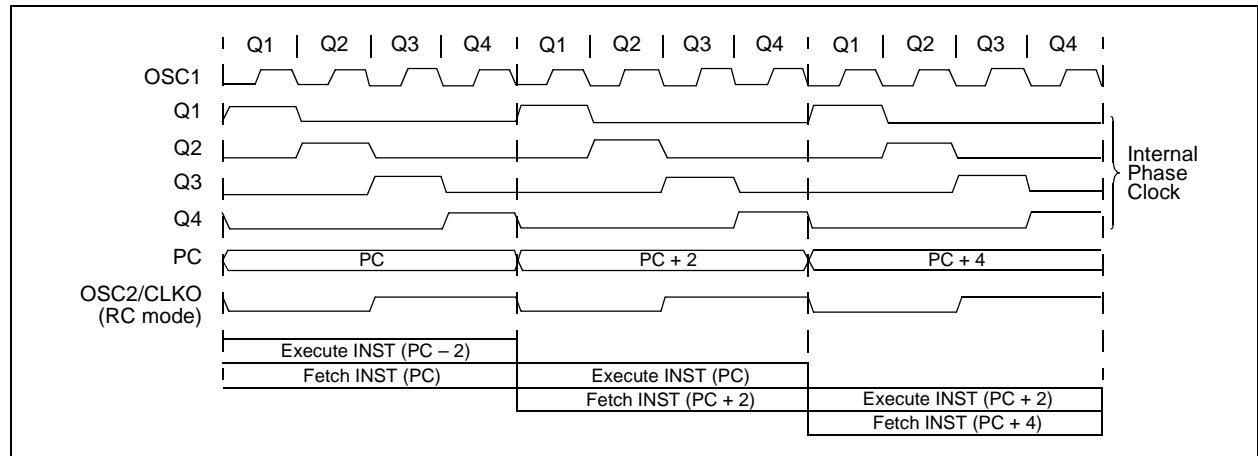 Q1 Q2 Q3 Q4 Q1 Q2 Q3 Q4 Q1 Q2 Q3 Q4
OSC1
Q1
Q2
Q3
Q4
Internal
Phase
Clock
PC PC PC + 2 PC + 4
OSC2/CLKO
(RC mode)
Execute INST (PC – 2)
Fetch INST (PC) Execute INST (PC)
Fetch INST (PC + 2) Execute INST (PC + 2)
Fetch INST (PC + 4)